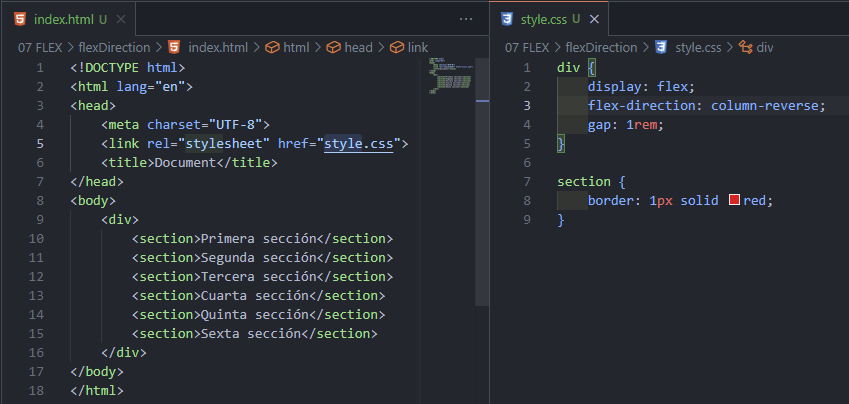 index.html U
07 FLEX > flexDirection > index.html > html > head > link
1 <!DOCTYPE html>
2 <html lang="en">
3 <head>
4 <meta charset="UTF-8">
5 <link rel="stylesheet" href="style.css">
6 <title>Document</title>
7 </head>
8 <body>
9 <div>
10 <section>Primera sección</section>
11 <section>Segunda sección</section>
12 <section>Tercera sección</section>
13 <section>Cuarta sección</section>
14 <section>Quinta sección</section>
15 <section>Sexta sección</section>
16 </div>
17 </body>
18 </html>
style.css U
07 FLEX > flexDirection > style.css > div
1 div {
2 display: flex;
3 flex-direction: column-reverse;
4 gap: 1rem;
5 }
6
7 section {
8 border: 1px solid red;
9 }